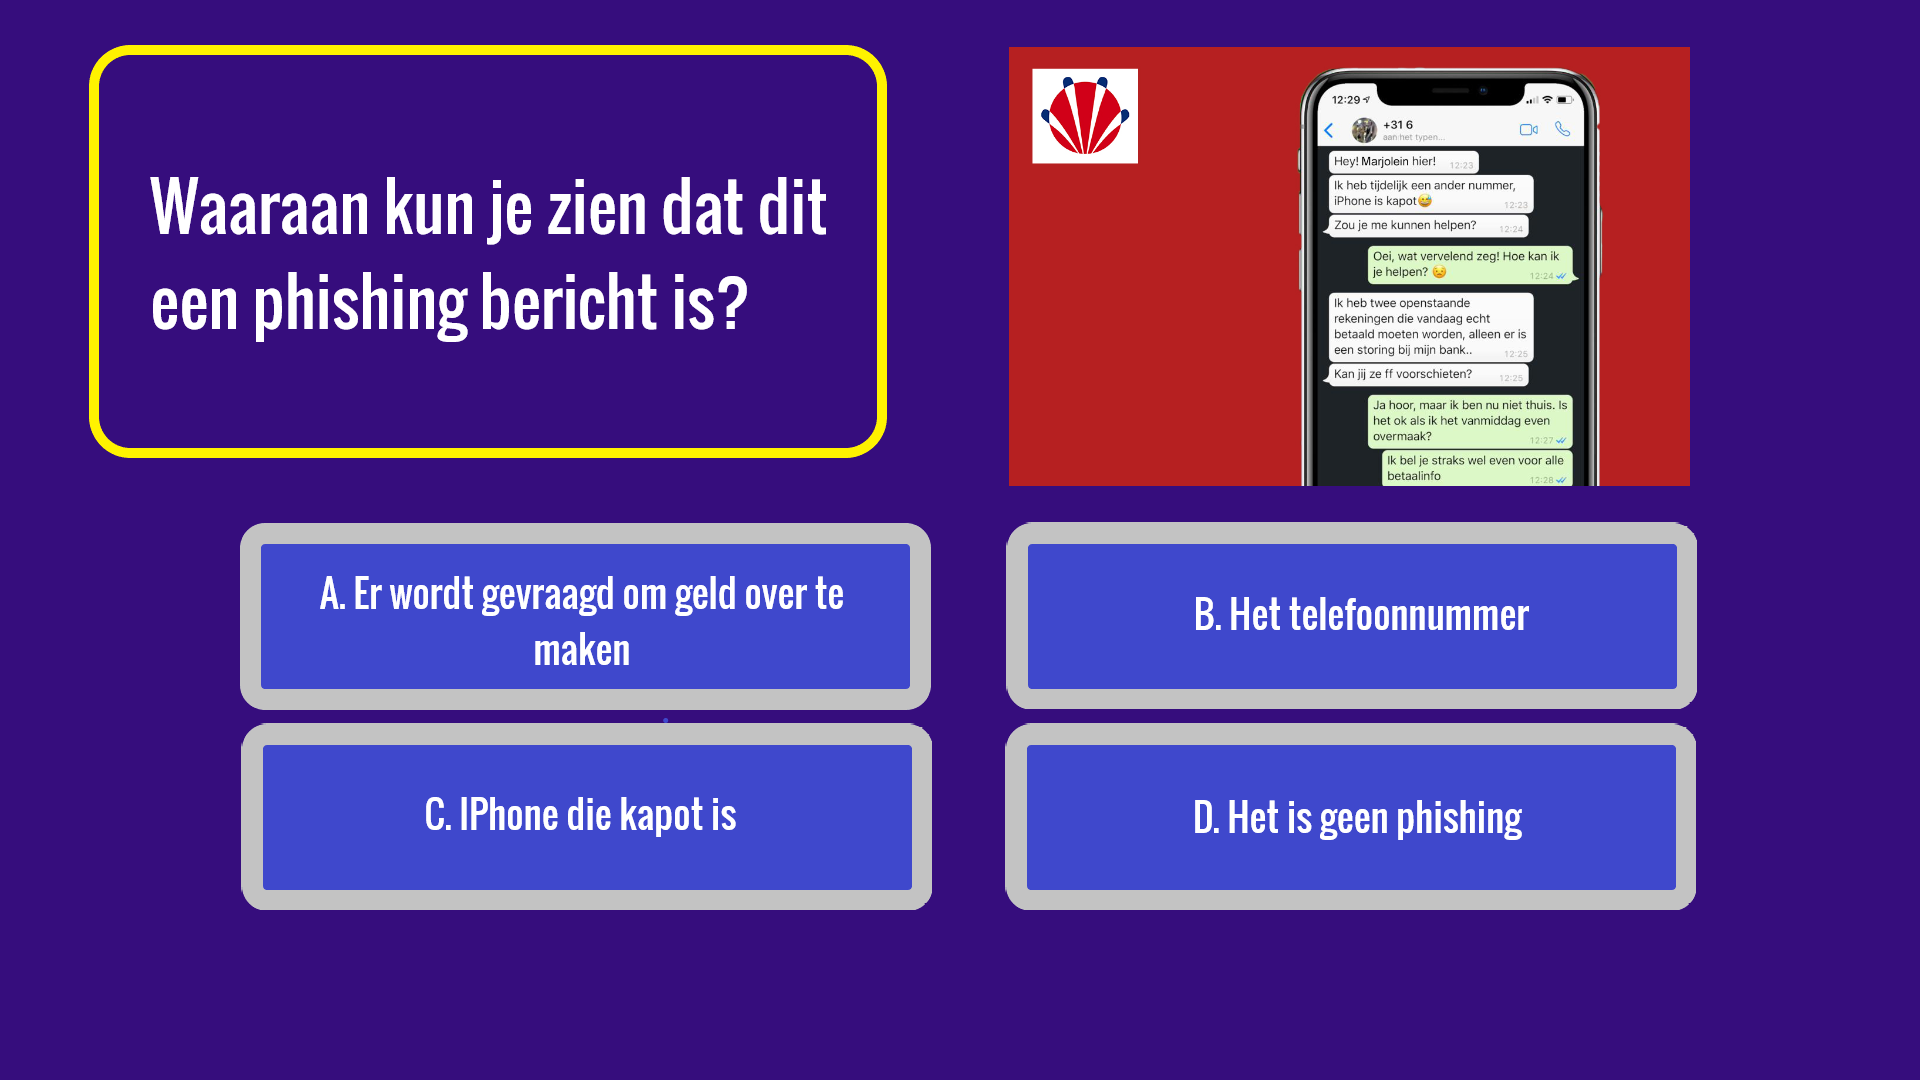 Waaraan kun je zien dat dit
een phishing bericht is?
12:29
+31 6
aan het typen...
Hey! Marjolein hier!
12:23
Ik heb tijdelijk een ander nummer,
iPhone is kapot😅
12:23
Zou je me kunnen helpen?
12:24
Oei, wat vervelend zeg! Hoe kan ik
je helpen? 😟
12:24
Ik heb twee openstaande
rekeningen die vandaag echt
betaald moeten worden, alleen er is
een storing bij mijn bank..
12:25
Kan jij ze ff voorschieten?
12:25
Ja hoor, maar ik ben nu niet thuis. Is
het ok als ik het vanmiddag even
overmaak?
12:27
Ik bel je straks wel even voor alle
betaalinfo
12:28
A. Er wordt gevraagd om geld over te
maken
B. Het telefoonnummer
C. IPhone die kapot is
D. Het is geen phishing